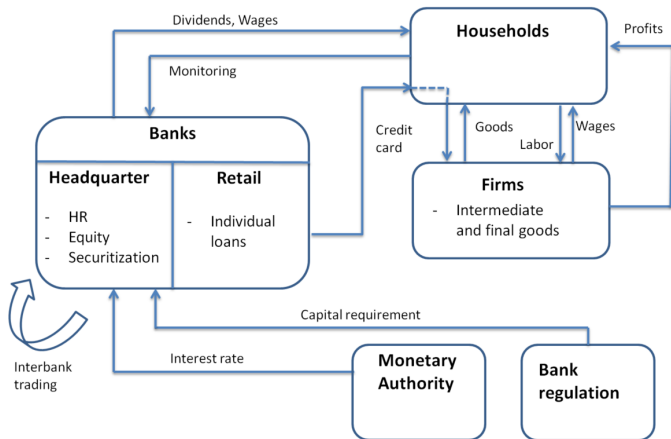 Dividends, Wages
Households
Profits
Monitoring
Banks
Credit
card
Goods
Wages
Labor
Headquarter
Retail
Firms
- HR
- Equity
- Securitization
- Individual
loans
- Intermediate
and final goods
Capital requirement
Interbank
trading
Interest rate
Monetary
Authority
Bank
regulation